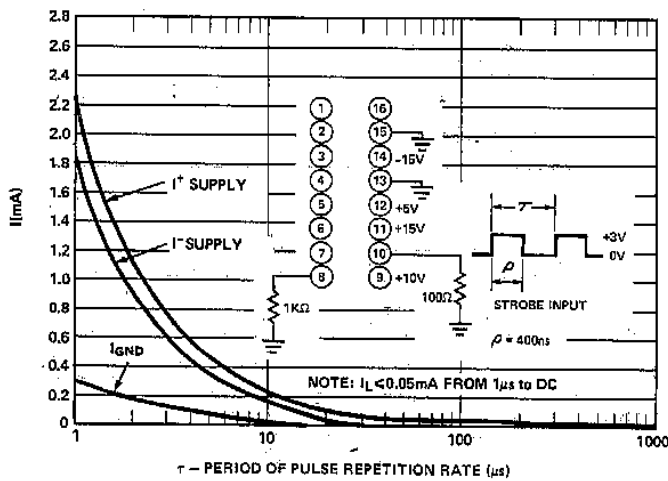 2.8
2.6
2.4
2.2
2.0
1.8
1.6
1.4
1.2
1.0
0.8
0.6
0.4
0.2
0
I(mA)
I+ SUPPLY
I− SUPPLY
IGND
1 16
2 15
3 14 -15V
4 13
5 12 +5V
6 11 +15V
7 10
8 9 +10V
1KΩ
100Ω
τ
+3V
0V
ρ
STROBE INPUT
ρ = 400ns
NOTE: IL<0.05mA FROM 1μs to DC
1 10 100 1000
τ – PERIOD OF PULSE REPETITION RATE (μs)